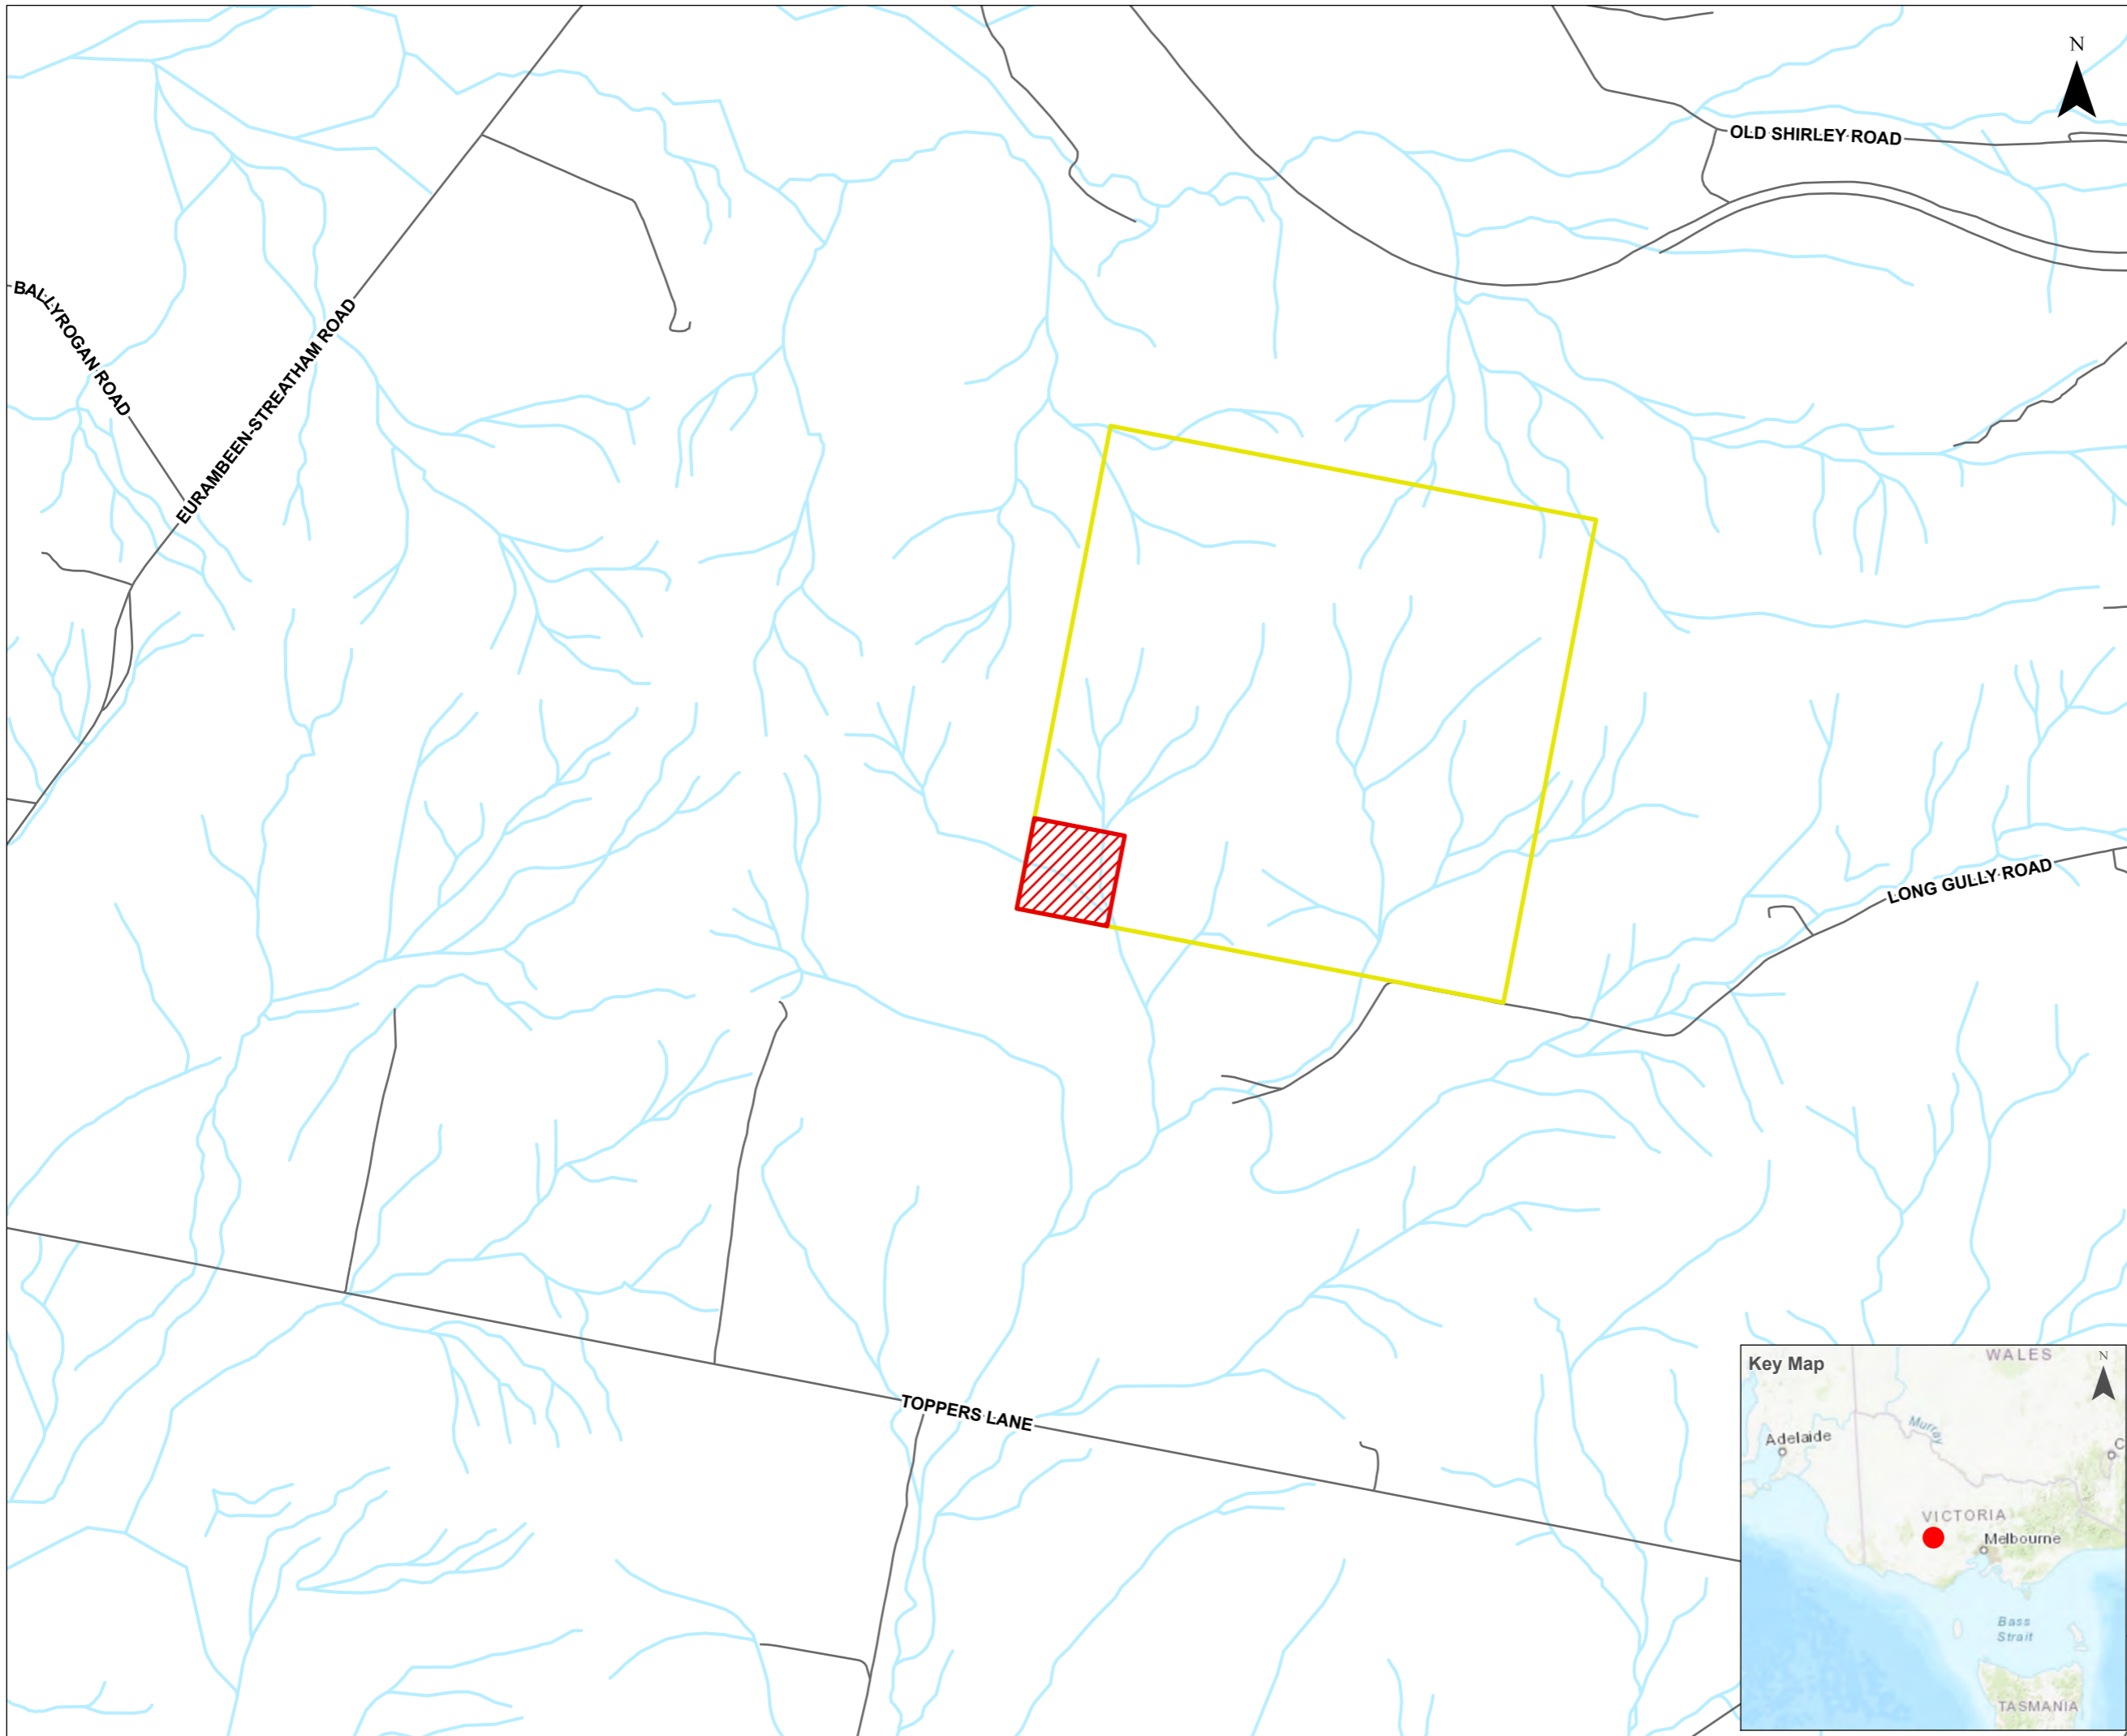 N
OLD SHIRLEY ROAD
BALLYROGAN ROAD
EURAMBEEN-STREATHAM ROAD
LONG GULLY ROAD
TOPPERS LANE
Key Map
N
WALES
Murray
Adelaide
C
VICTORIA
Melbourne
Bass
Strait
TASMANIA